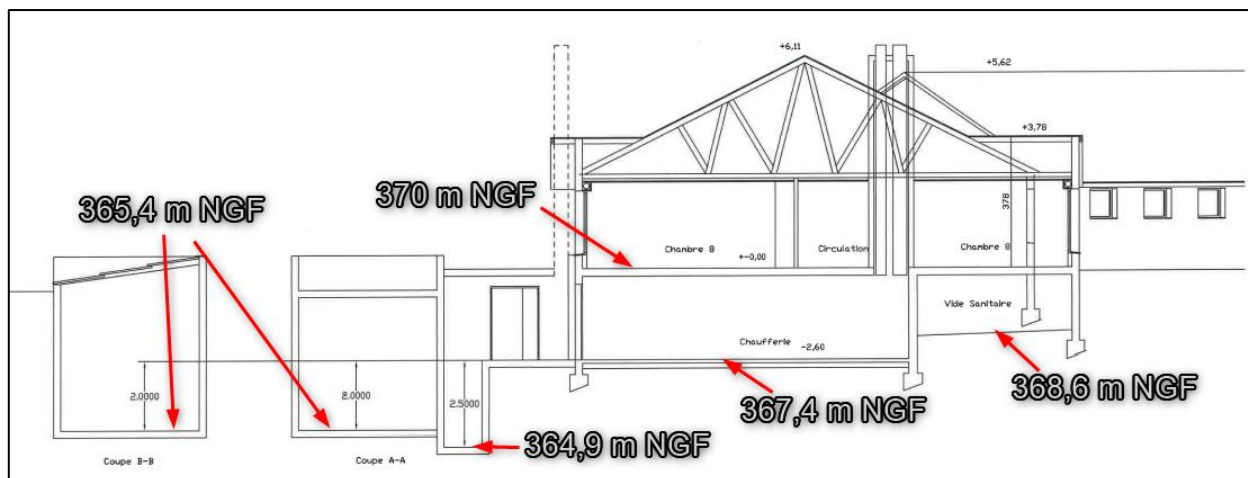 +6,11
+5,62
+3,78
370 m NGF
365,4 m NGF
378
Chambre 8
Circulation
Chambre 8
+-0,00
Vide Sanitaire
Chaufferie
-2,60
368,6 m NGF
2.0000
2.0000
2.5000
367,4 m NGF
364,9 m NGF
Coupe B-B
Coupe A-A